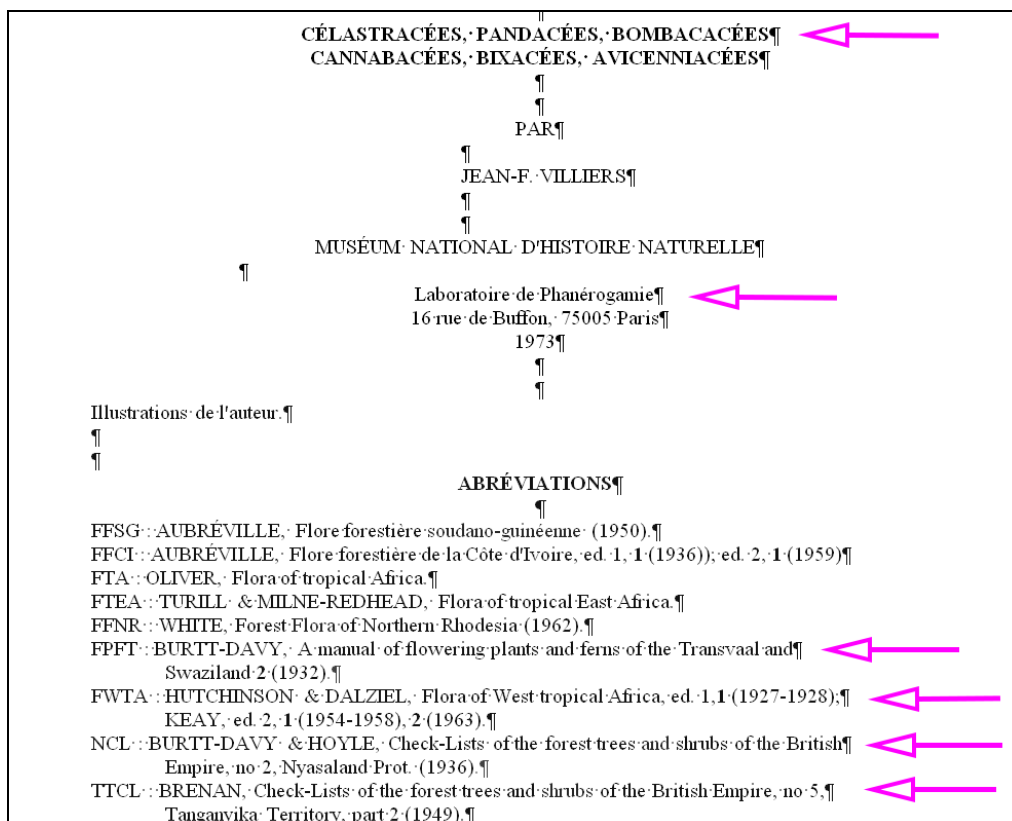 ¶
CÉLASTRACÉES,·PANDACÉES,·BOMBACACÉES¶
CANNABACÉES,·BIXACÉES,·AVICENNIACÉES¶
¶
¶
PAR¶
¶
JEAN-F.·VILLIERS¶
¶
¶
MUSÉUM·NATIONAL·D'HISTOIRE·NATURELLE¶
¶
Laboratoire·de·Phanérogamie¶
16·rue·de·Buffon,·75005·Paris¶
1973¶
¶
¶
Illustrations·de·l'auteur.¶
¶
¶
ABRÉVIATIONS¶
¶
FFSG·:·AUBRÉVILLE,·Flore·forestière·soudano-guinéenne·(1950).¶
FFCI·:·AUBRÉVILLE,·Flore·forestière·de·la·Côte·d'Ivoire,·ed.·1,·1·(1936));·ed.·2,·1·(1959)¶
FTA·:·OLIVER,·Flora·of·tropical·Africa.¶
FTEA·:·TURILL·&·MILNE-REDHEAD,·Flora·of·tropical·East·Africa.¶
FFNR·:·WHITE,·Forest·Flora·of·Northern·Rhodesia·(1962).¶
FPFT·:·BURTT-DAVY,·A·manual·of·flowering·plants·and·ferns·of·the·Transvaal·and¶
Swaziland·2·(1932).¶
FWTA·:·HUTCHINSON·&·DALZIEL,·Flora·of·West·tropical·Africa,·ed.·1,1·(1927-1928);¶
KEAY,·ed.·2,·1·(1954-1958),·2·(1963).¶
NCL·:·BURTT-DAVY·&·HOYLE,·Check-Lists·of·the·forest·trees·and·shrubs·of·the·British¶
Empire,·no·2,·Nyasaland·Prot.·(1936).¶
TTCL·:·BRENAN,·Check-Lists·of·the·forest·trees·and·shrubs·of·the·British·Empire,·no·5,¶
Tanganyika·Territory,·part·2·(1949).¶